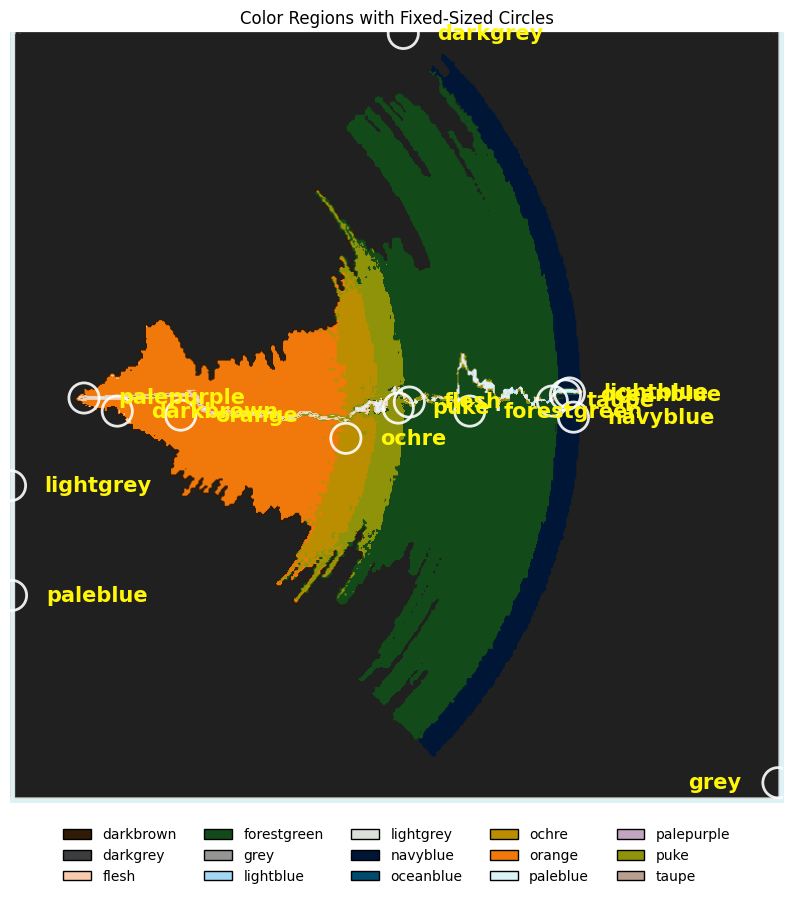 Color Regions with Fixed-Sized Circles
darkgrey
lightblue
oceanblue
palepurple
taupe
flesh
puke
darkbrown
forestgreen
orange
navyblue
ochre
lightgrey
paleblue
grey
darkbrown forestgreen lightgrey ochre palepurple
darkgrey grey navyblue orange puke
flesh lightblue oceanblue paleblue taupe